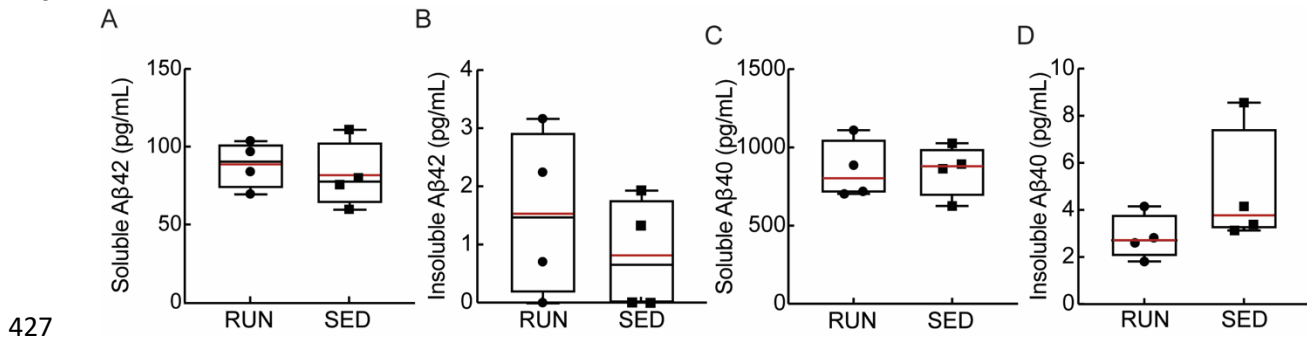 A
Soluble Aβ42 (pg/mL)
150
100
50
0
RUN SED
B
Insoluble Aβ42 (pg/mL)
4
3
2
1
0
RUN SED
C
Soluble Aβ40 (pg/mL)
1500
1000
500
0
RUN SED
D
Insoluble Aβ40 (pg/mL)
10
8
6
4
2
0
RUN SED
427